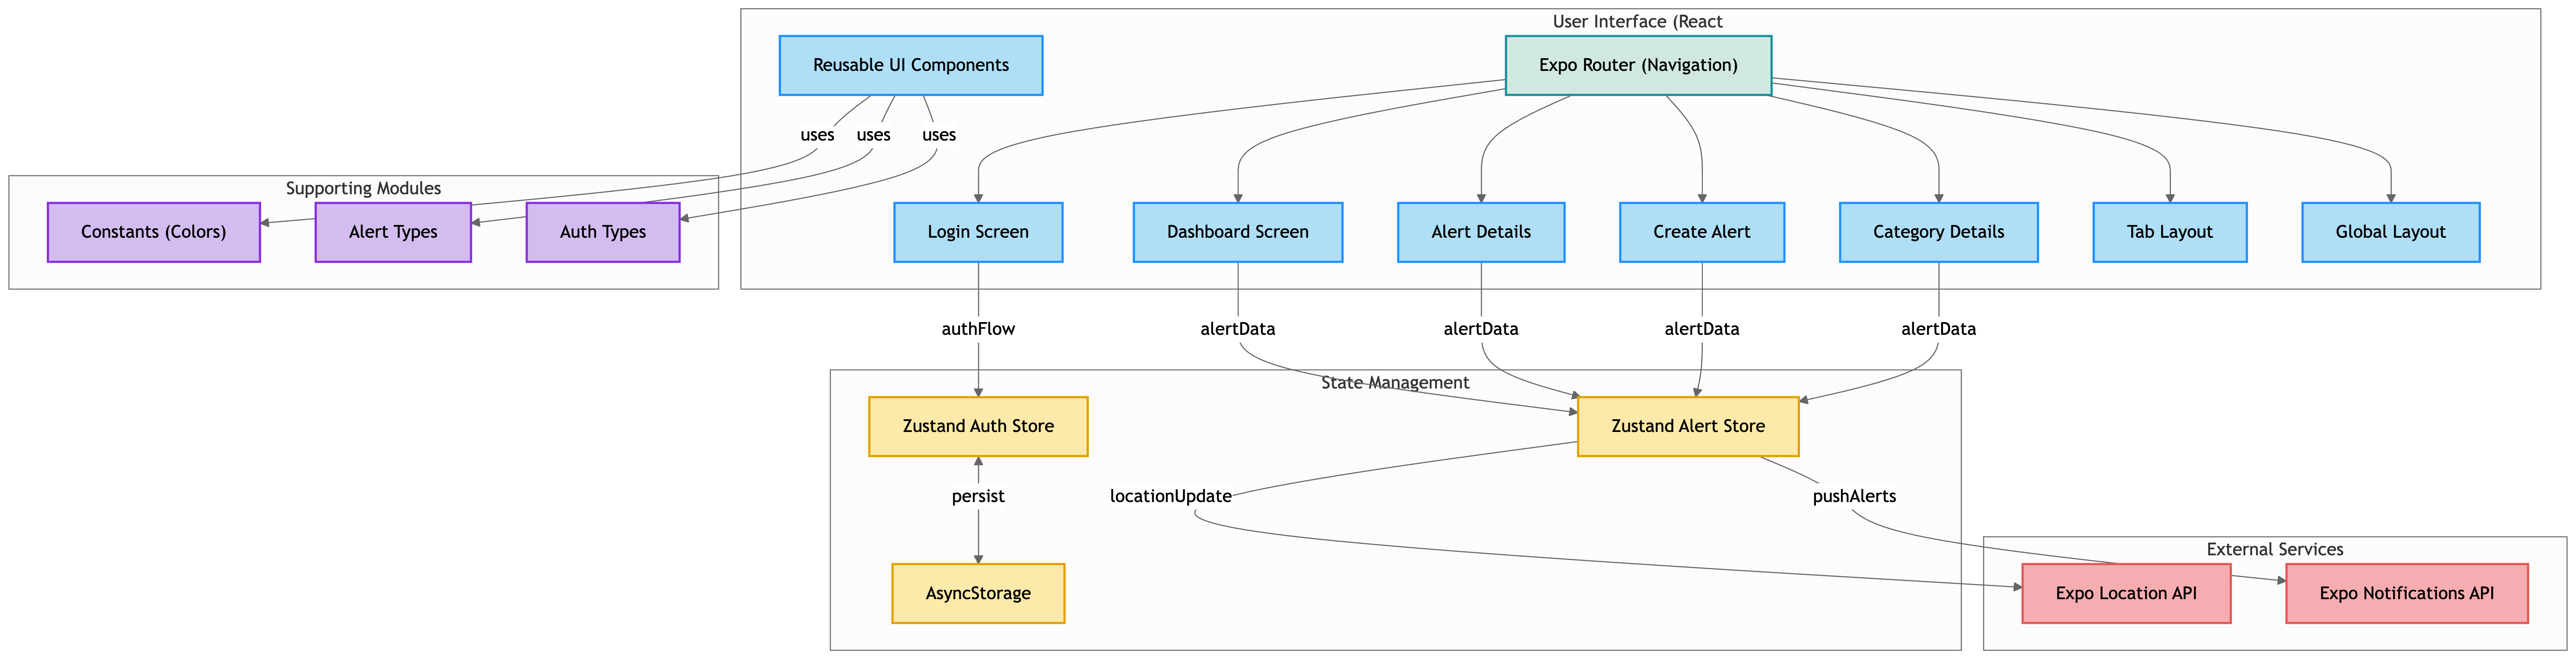 User Interface (React
Reusable UI Components
Expo Router (Navigation)
uses
uses
uses
Supporting Modules
Constants (Colors)
Alert Types
Auth Types
Login Screen
Dashboard Screen
Alert Details
Create Alert
Category Details
Tab Layout
Global Layout
authFlow
alertData
alertData
alertData
alertData
State Management
Zustand Auth Store
Zustand Alert Store
persist
locationUpdate
pushAlerts
External Services
AsyncStorage
Expo Location API
Expo Notifications API